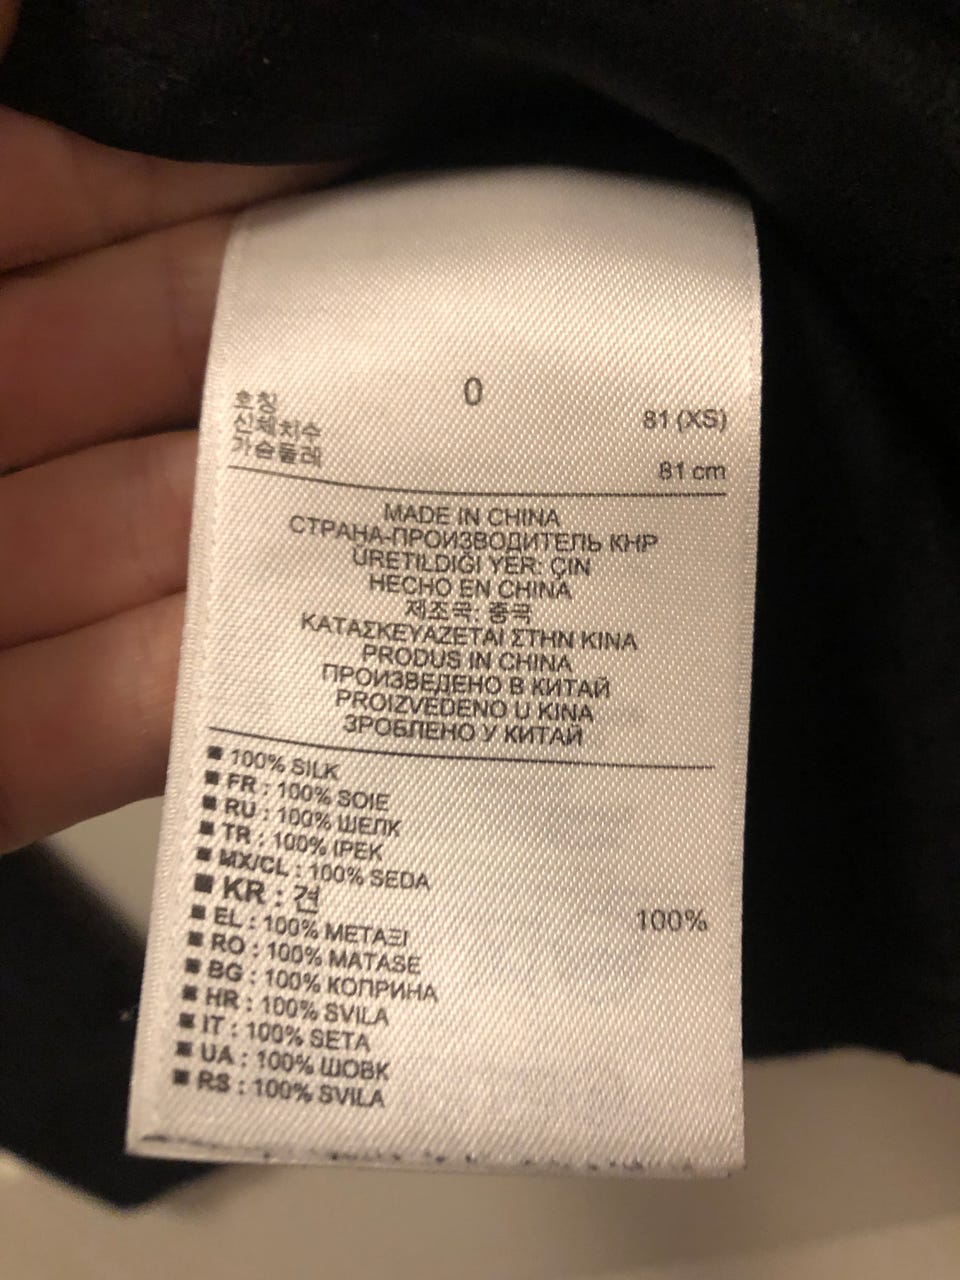 0
호칭 81 (XS)
신체치수
가슴둘레 81 cm
MADE IN CHINA
СТРАНА-ПРОИЗВОДИТЕЛЬ КНР
ÜRETILDIĞI YER: ÇIN
HECHO EN CHINA
제조국: 중국
ΚΑΤΑΣΚΕΥΑΖΕΤΑΙ ΣΤΗΝ ΚΙΝΑ
PRODUS IN CHINA
ПРОИЗВЕДЕНО В КИТАЙ
PROIZVEDENO U KINA
ЗРОБЛЕНО У КИТАЙ
■ 100% SILK
■ FR : 100% SOIE
■ RU : 100% ШЕЛК
■ TR : 100% IPEK
■ MX/CL : 100% SEDA
■ KR : 견 100%
■ EL : 100% ΜΕΤΑΞΙ
■ RO : 100% MATASE
■ BG : 100% КОПРИНА
■ HR : 100% SVILA
■ IT : 100% SETA
■ UA : 100% ШОВК
■ RS : 100% SVILA